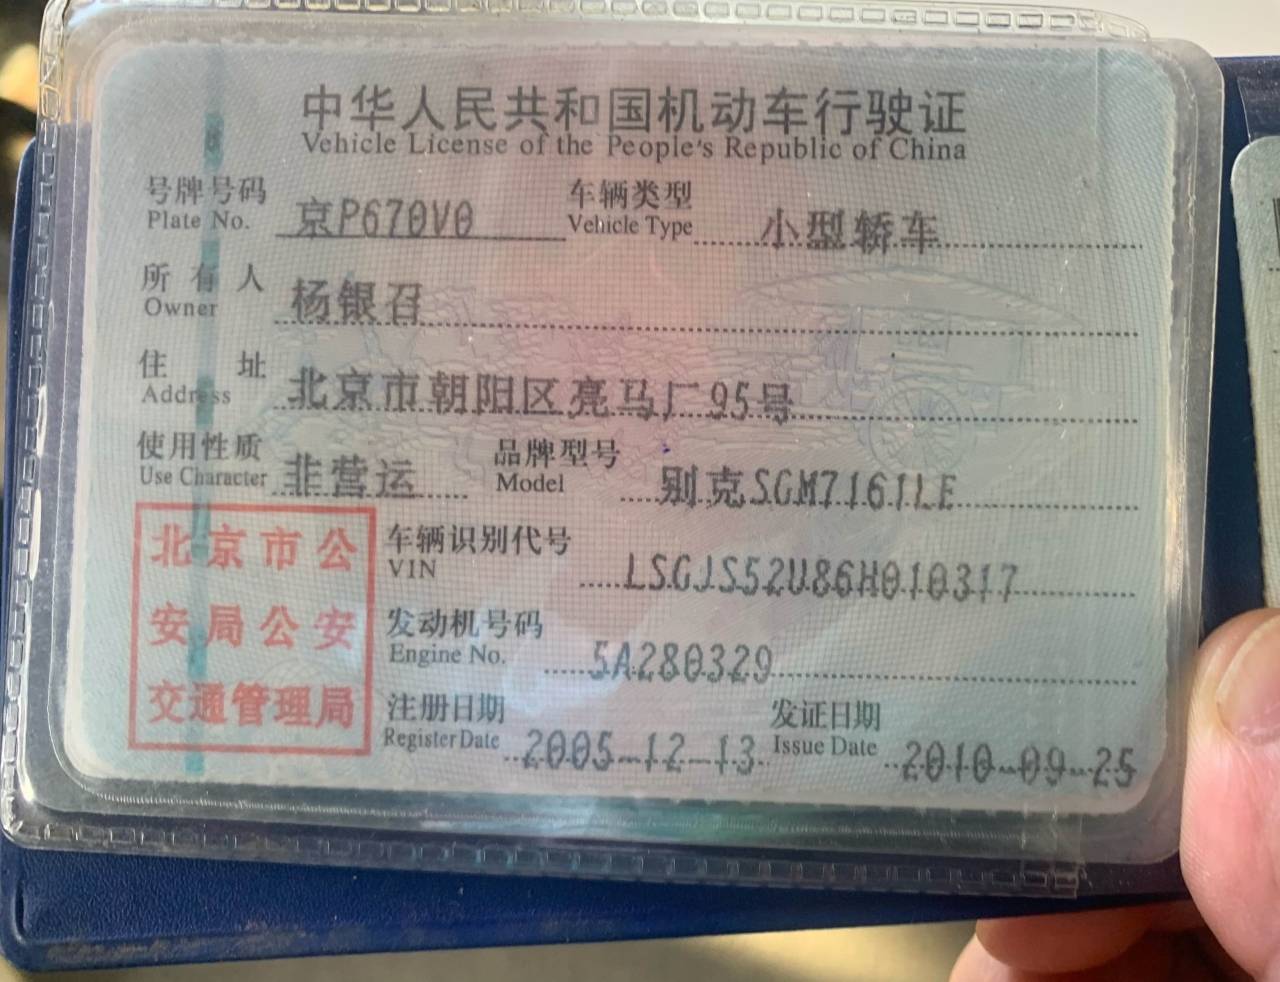 中华人民共和国机动车行驶证
Vehicle License of the People's Republic of China
号牌号码 京P670V0 车辆类型 小型轿车
Plate No. Vehicle Type
所有人 杨银召
Owner
住址 北京市朝阳区亮马厂95号
Address
使用性质 非营运 品牌型号 别克SGM7161LE
Use Character Model
北京市公
安局公安
交通管理局
车辆识别代号 LSGJS52U86H010317
VIN
发动机号码 5A280329
Engine No.
注册日期 2005-12-13 发证日期 2010-09-25
Register Date Issue Date